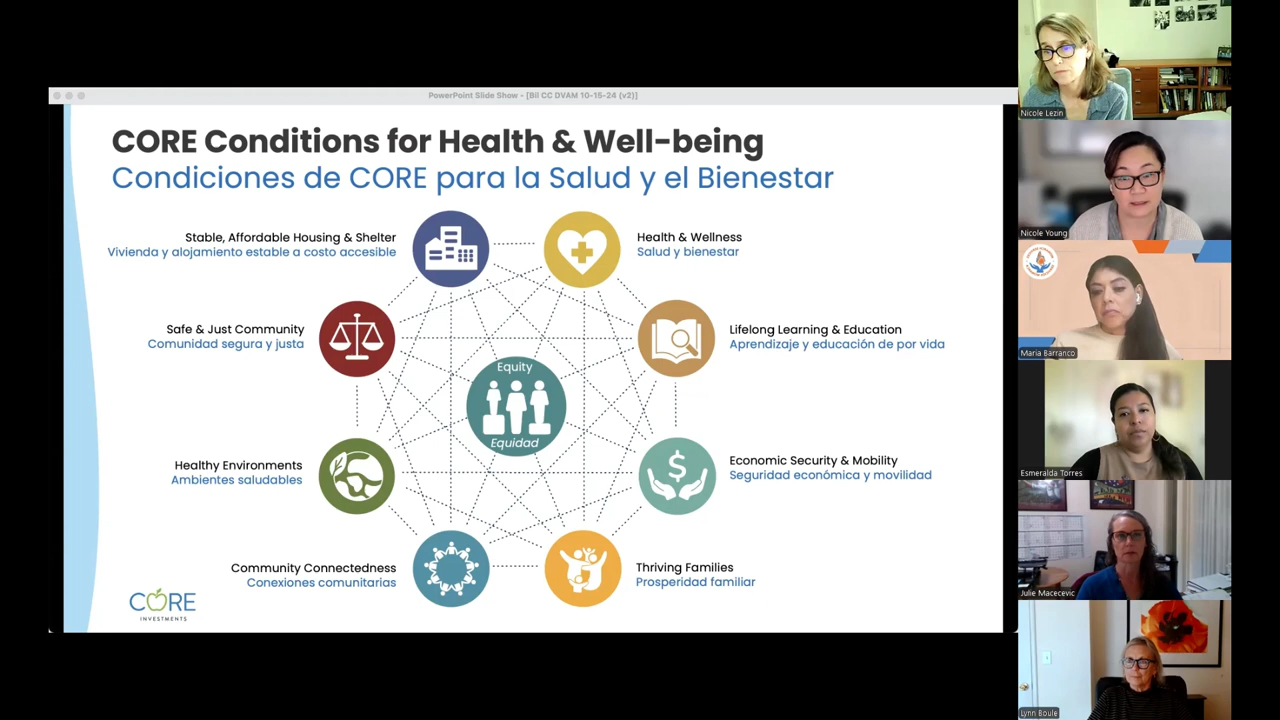 PowerPoint Slide Show - [Bil CC DVAM 10-15-24 (v2)]
CORE Conditions for Health & Well-being
Condiciones de CORE para la Salud y el Bienestar
Stable, Affordable Housing & Shelter
Vivienda y alojamiento estable a costo accesible
Health & Wellness
Salud y bienestar
Safe & Just Community
Comunidad segura y justa
Lifelong Learning & Education
Aprendizaje y educación de por vida
Equity
Equidad
Healthy Environments
Ambientes saludables
Economic Security & Mobility
Seguridad económica y movilidad
Community Connectedness
Conexiones comunitarias
Thriving Families
Prosperidad familiar
CORE
INVESTMENTS
Nicole Lezin
Nicole Young
Maria Barranco
Esmeralda Torres
Julie Macecevic
Lynn Boule